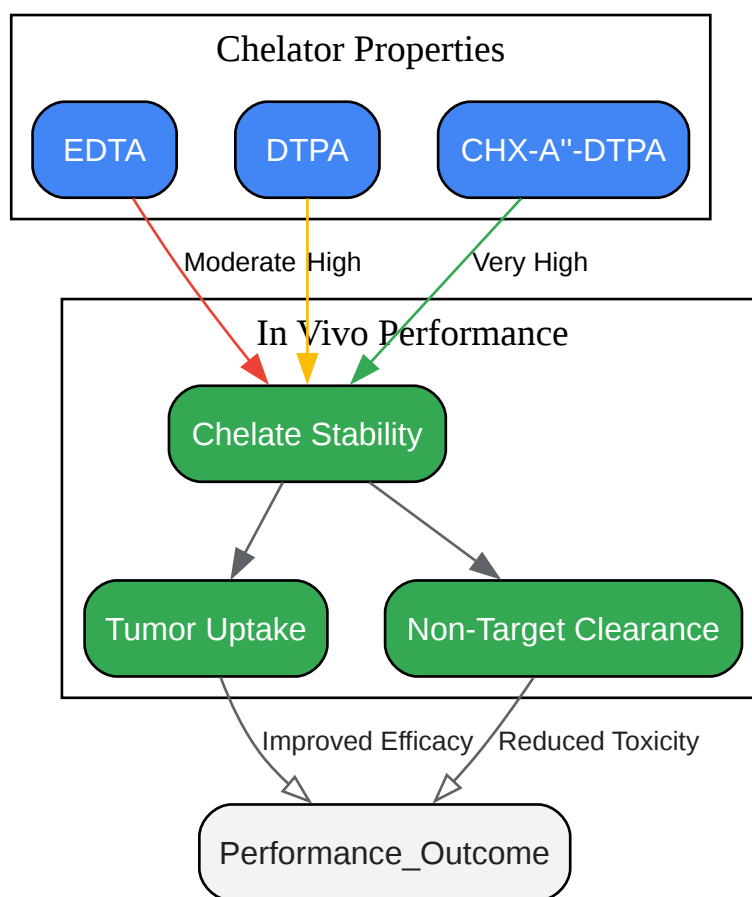 Chelator Properties
EDTA
DTPA
CHX-A''-DTPA
Moderate
High
Very High
In Vivo Performance
Chelate Stability
Tumor Uptake
Non-Target Clearance
Improved Efficacy
Reduced Toxicity
Performance_Outcome